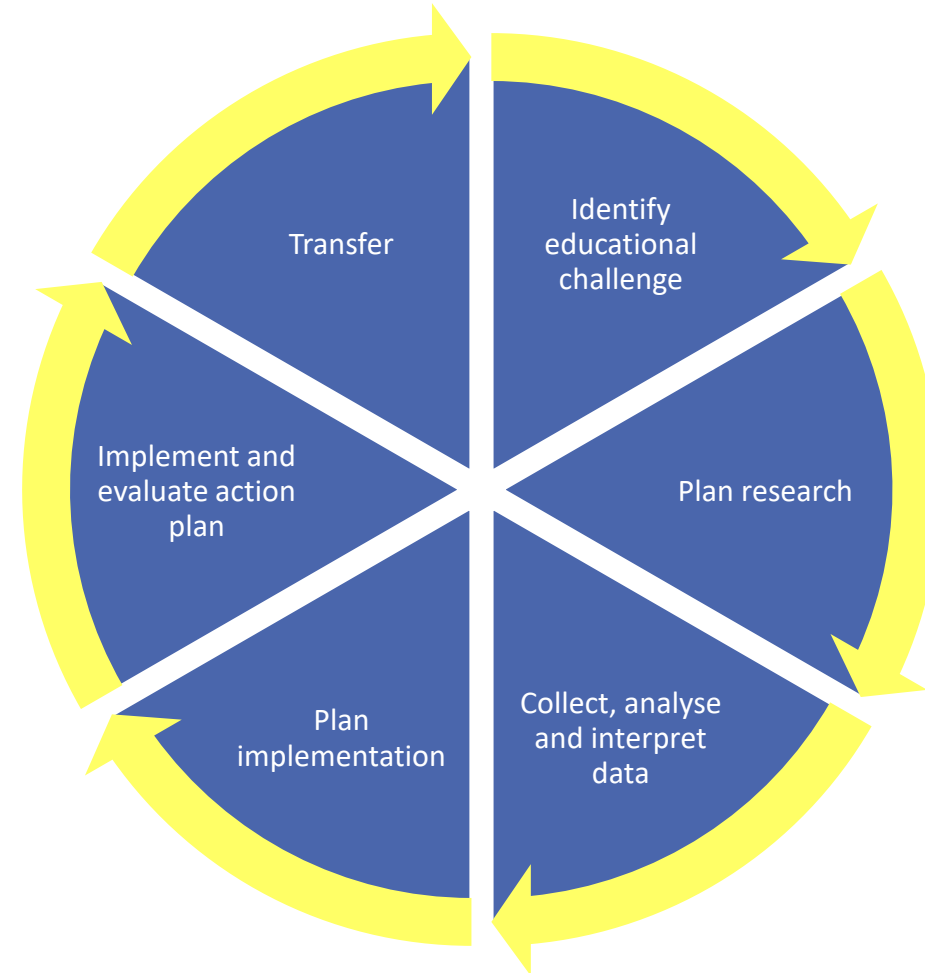 Identify
educational
challenge
Plan research
Collect, analyse
and interpret
data
Plan
implementation
Implement and
evaluate action
plan
Transfer